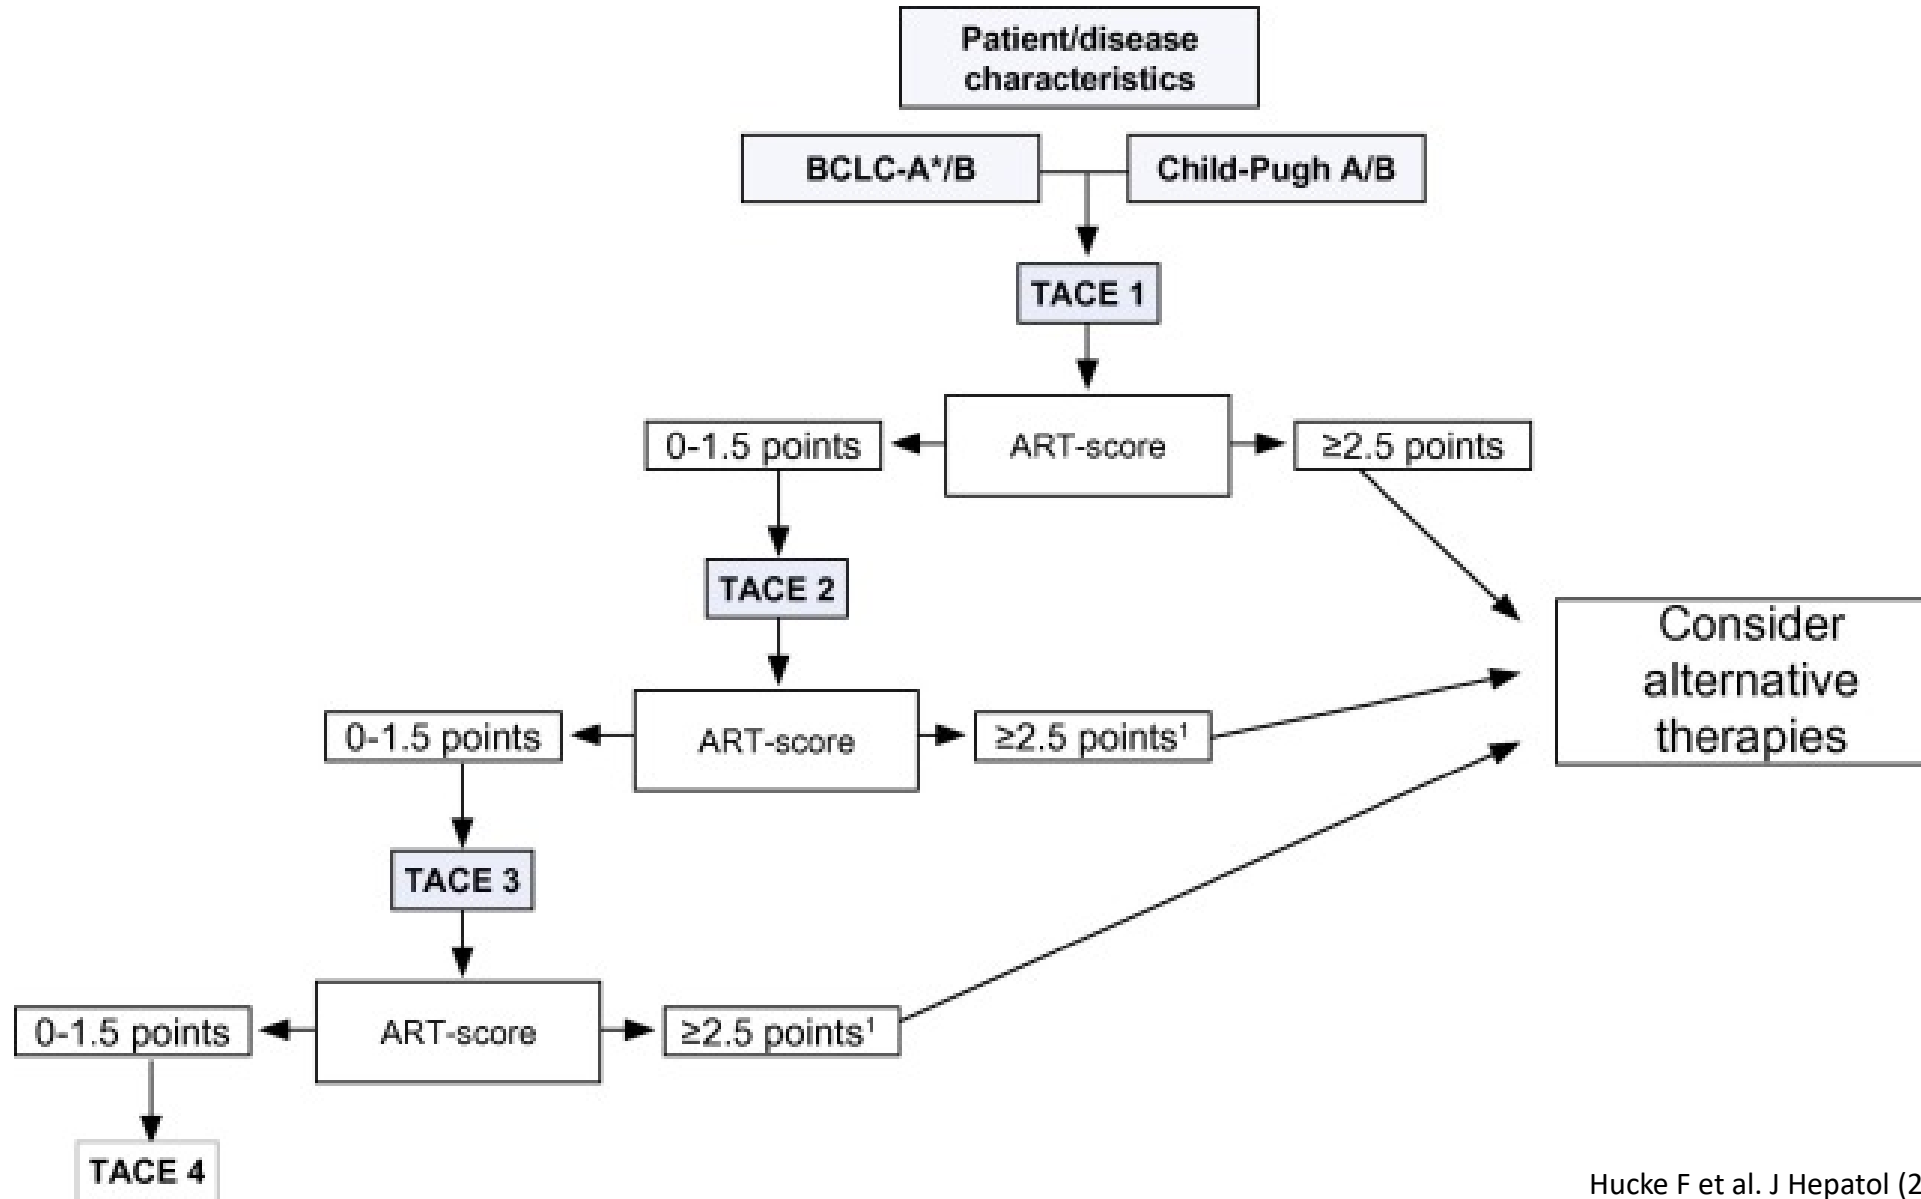 Patient/disease
characteristics
BCLC-A*/B
Child-Pugh A/B
TACE 1
0-1.5 points
ART-score
≥2.5 points
TACE 2
Consider
alternative
therapies
0-1.5 points
ART-score
≥2.5 points¹
TACE 3
0-1.5 points
ART-score
≥2.5 points¹
TACE 4
Hucke F et al. J Hepatol (2